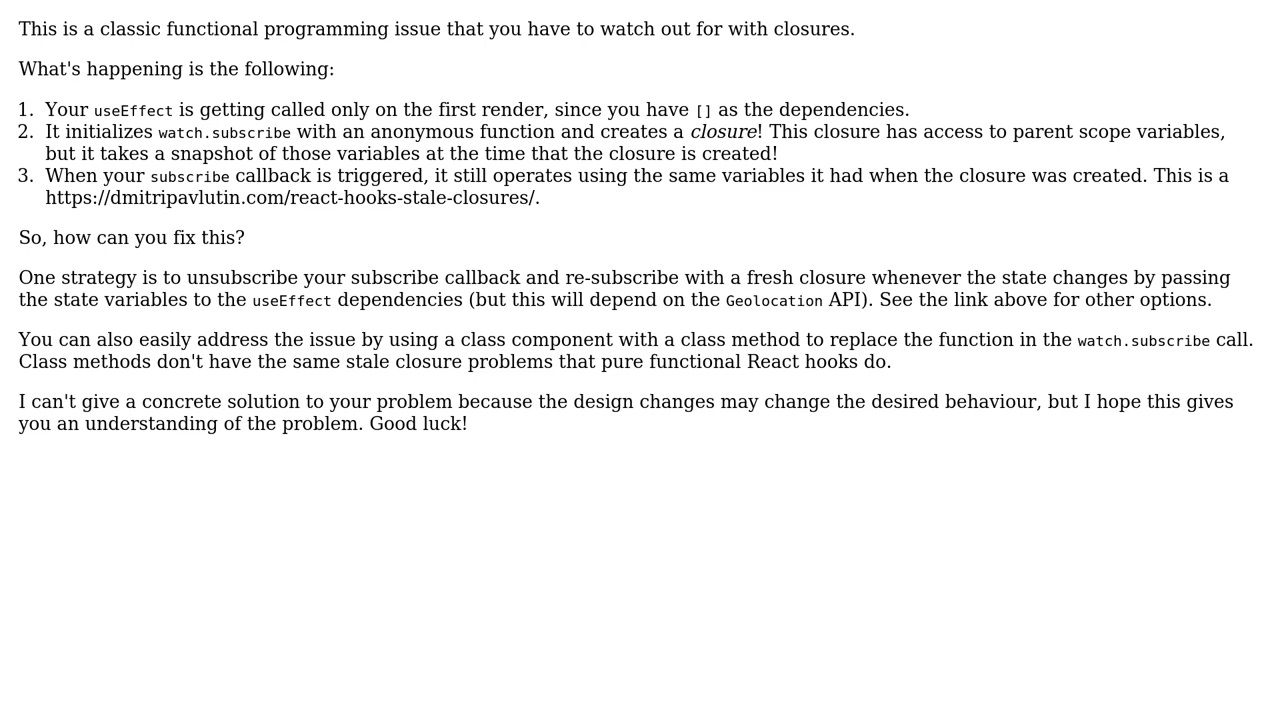 This is a classic functional programming issue that you have to watch out for with closures.
What's happening is the following:
1. Your useEffect is getting called only on the first render, since you have [] as the dependencies.
2. It initializes watch.subscribe with an anonymous function and creates a closure! This closure has access to parent scope variables,
but it takes a snapshot of those variables at the time that the closure is created!
3. When your subscribe callback is triggered, it still operates using the same variables it had when the closure was created. This is a
https://dmitripavlutin.com/react-hooks-stale-closures/.
So, how can you fix this?
One strategy is to unsubscribe your subscribe callback and re-subscribe with a fresh closure whenever the state changes by passing
the state variables to the useEffect dependencies (but this will depend on the Geolocation API). See the link above for other options.
You can also easily address the issue by using a class component with a class method to replace the function in the watch.subscribe call.
Class methods don't have the same stale closure problems that pure functional React hooks do.
I can't give a concrete solution to your problem because the design changes may change the desired behaviour, but I hope this gives
you an understanding of the problem. Good luck!